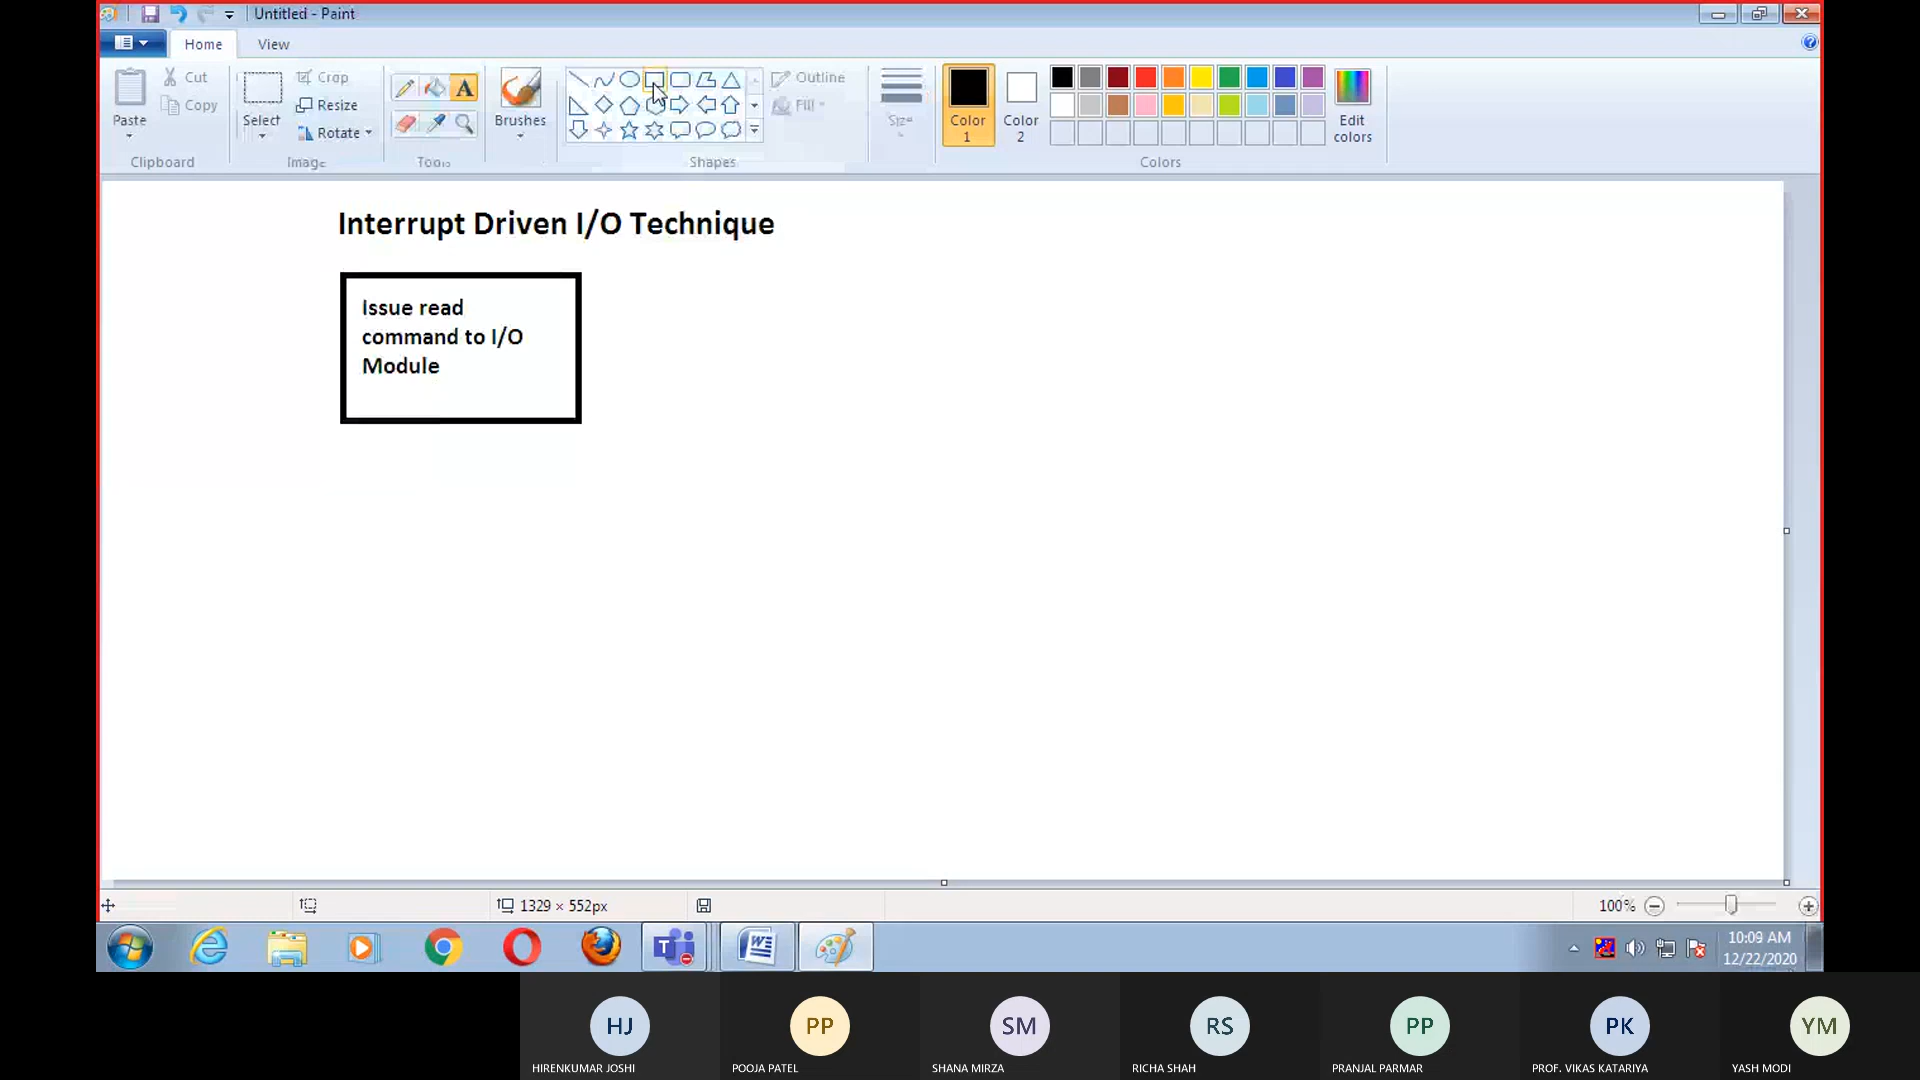 Untitled - Paint
Home View
Paste
Cut
Copy
Clipboard
Select
Crop
Resize
Rotate
Image
A
Tools
Brushes
Shapes
Outline
Fill
Size
Color 1
Color 2
Edit colors
Colors
Interrupt Driven I/O Technique
Issue read
command to I/O
Module
1329 × 552px
100%
10:09 AM
12/22/2020
HJ PP SM RS PP PK YM
HIRENKUMAR JOSHI POOJA PATEL SHANA MIRZA RICHA SHAH PRANJAL PARMAR PROF. VIKAS KATARIYA YASH MODI